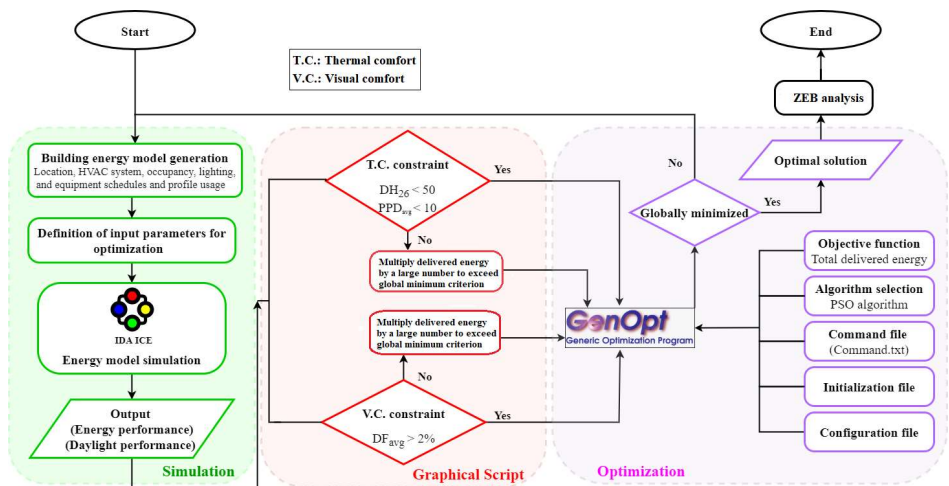 Start
End
T.C.: Thermal comfort
V.C.: Visual comfort
ZEB analysis
Building energy model generation
Location, HVAC system, occupancy, lighting,
and equipment schedules and profile usage
Definition of input parameters for
optimization
IDA ICE
Energy model simulation
Output
(Energy performance)
(Daylight performance)
Simulation
T.C. constraint
DH26 < 50
PPDavg < 10
Yes
No
Multiply delivered energy
by a large number to exceed
global minimum criterion
Multiply delivered energy
by a large number to exceed
global minimum criterion
No
V.C. constraint
DFavg > 2%
Yes
Graphical Script
No
Optimal solution
Globally minimized
Yes
GenOpt
Generic Optimization Program
Objective function
Total delivered energy
Algorithm selection
PSO algorithm
Command file
(Command.txt)
Initialization file
Configuration file
Optimization